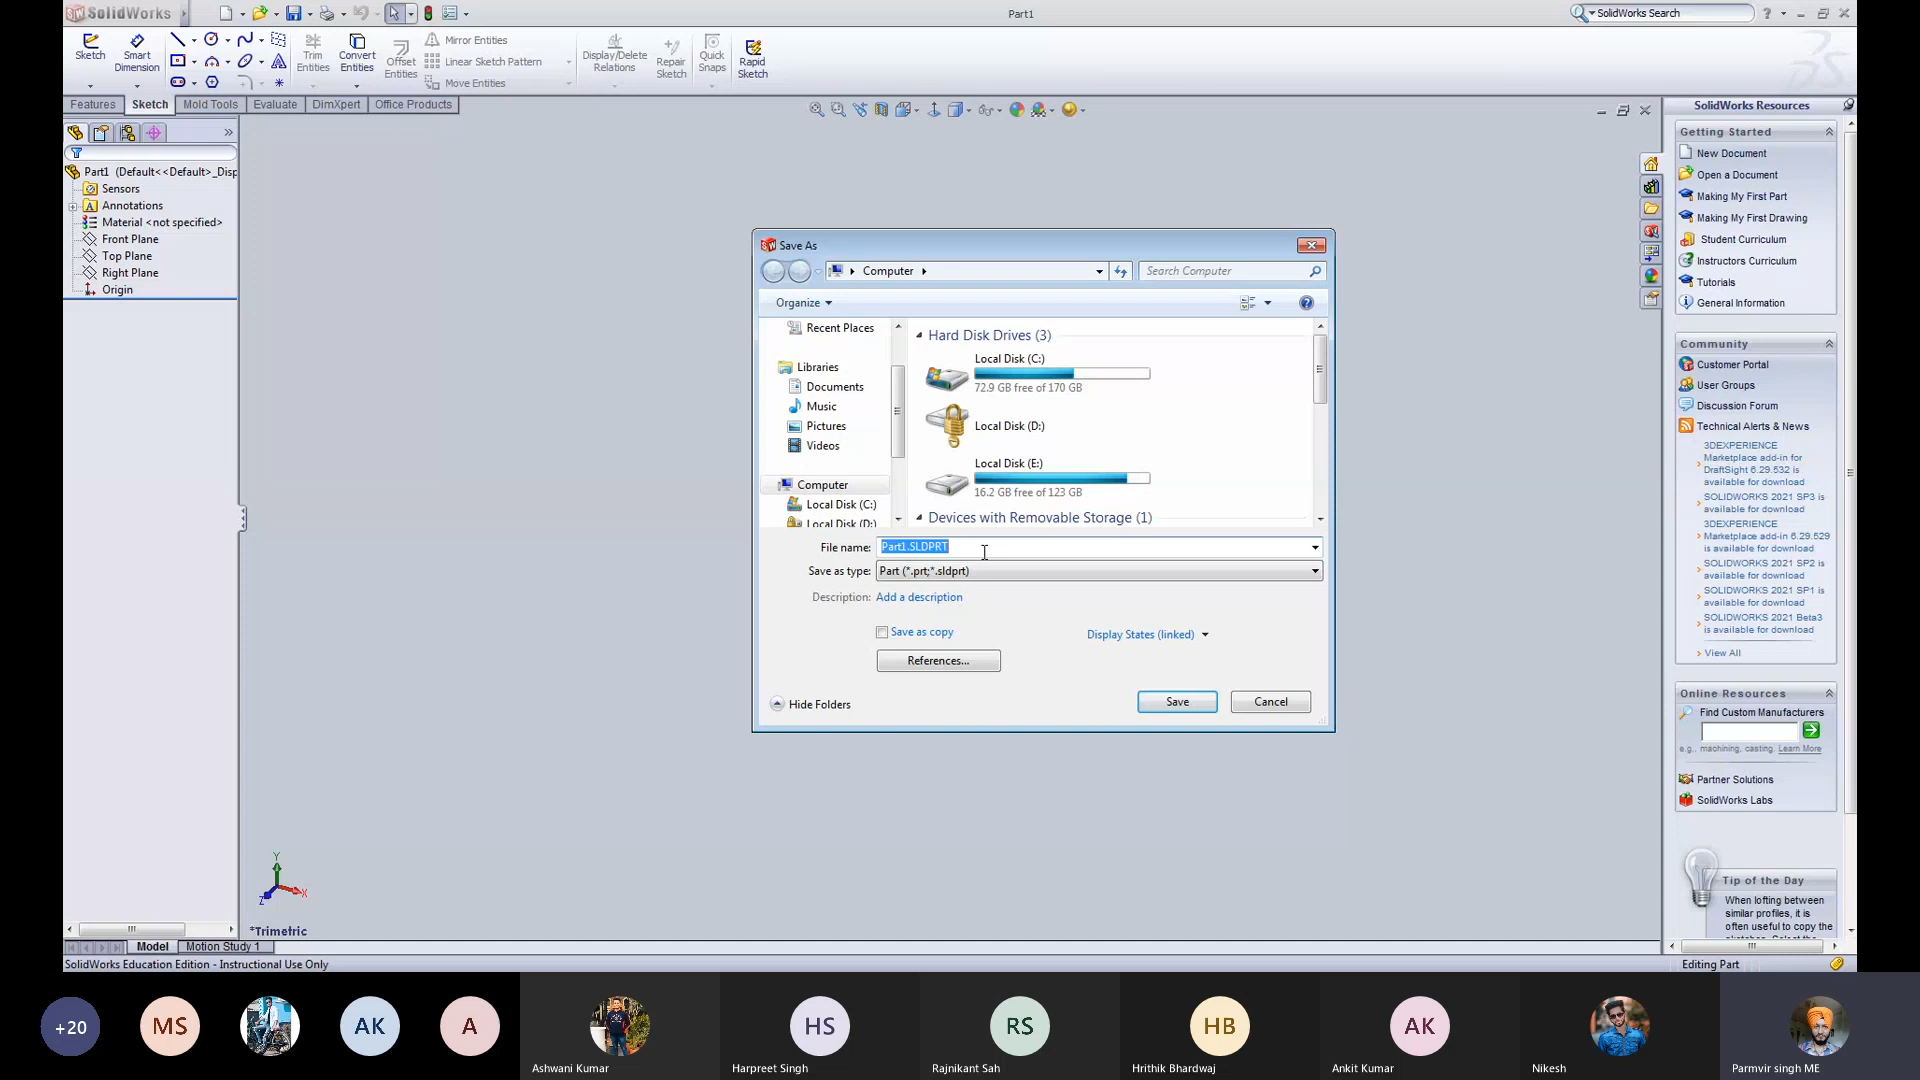 SolidWorks
Part1
SolidWorks Search
Sketch
Smart Dimension
Trim Entities
Convert Entities
Offset Entities
Mirror Entities
Linear Sketch Pattern
Move Entities
Display/Delete Relations
Repair Sketch
Quick Snaps
Rapid Sketch
Features
Sketch
Mold Tools
Evaluate
DimXpert
Office Products
Part1 (Default<<Default>_Disp
Sensors
Annotations
Material <not specified>
Front Plane
Top Plane
Right Plane
Origin
Save As
Computer
Search Computer
Organize
Recent Places
Libraries
Documents
Music
Pictures
Videos
Computer
Local Disk (C:)
Local Disk (D:)
Hard Disk Drives (3)
Local Disk (C:)
72.9 GB free of 170 GB
Local Disk (D:)
Local Disk (E:)
16.2 GB free of 123 GB
Devices with Removable Storage (1)
File name:
Part1.SLDPRT
Save as type:
Part (*.prt;*.sldprt)
Description:
Add a description
Save as copy
Display States (linked)
References...
Hide Folders
Save
Cancel
SolidWorks Resources
Getting Started
New Document
Open a Document
Making My First Part
Making My First Drawing
Student Curriculum
Instructors Curriculum
Tutorials
General Information
Community
Customer Portal
User Groups
Discussion Forum
Technical Alerts & News
3DEXPERIENCE
Marketplace add-in for
DraftSight 6.29.532 is
available for download
SOLIDWORKS 2021 SP3 is
available for download
3DEXPERIENCE
Marketplace add-in 6.29.529
is available for download
SOLIDWORKS 2021 SP2 is
available for download
SOLIDWORKS 2021 SP1 is
available for download
SOLIDWORKS 2021 Beta3
is available for download
View All
Online Resources
Find Custom Manufacturers
e.g., machining, casting. Learn More
Partner Solutions
SolidWorks Labs
Tip of the Day
When lofting between
similar profiles, it is
often useful to copy the
X
Y
Z
*Trimetric
Model
Motion Study 1
SolidWorks Education Edition - Instructional Use Only
Editing Part
+20
MS
AK
A
Ashwani Kumar
HS
Harpreet Singh
RS
Rajnikant Sah
HB
Hrithik Bhardwaj
AK
Ankit Kumar
Nikesh
Parmvir singh ME